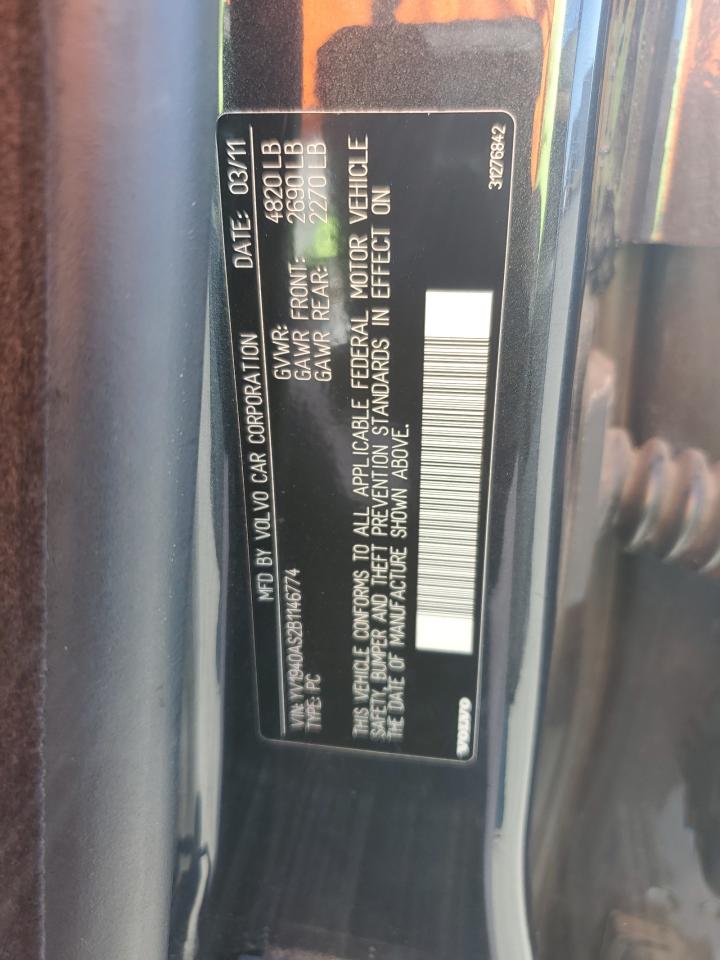 MFD BY VOLVO CAR CORPORATION DATE: 03/11
GVWR: 4820 LB
GAWR FRONT: 2690 LB
GAWR REAR: 2270 LB
VIN: YV1940AS2B1146774
TYPE: PC
THIS VEHICLE CONFORMS TO ALL APPLICABLE FEDERAL MOTOR VEHICLE
SAFETY, BUMPER AND THEFT PREVENTION STANDARDS IN EFFECT ON
THE DATE OF MANUFACTURE SHOWN ABOVE.
VOLVO
31276842